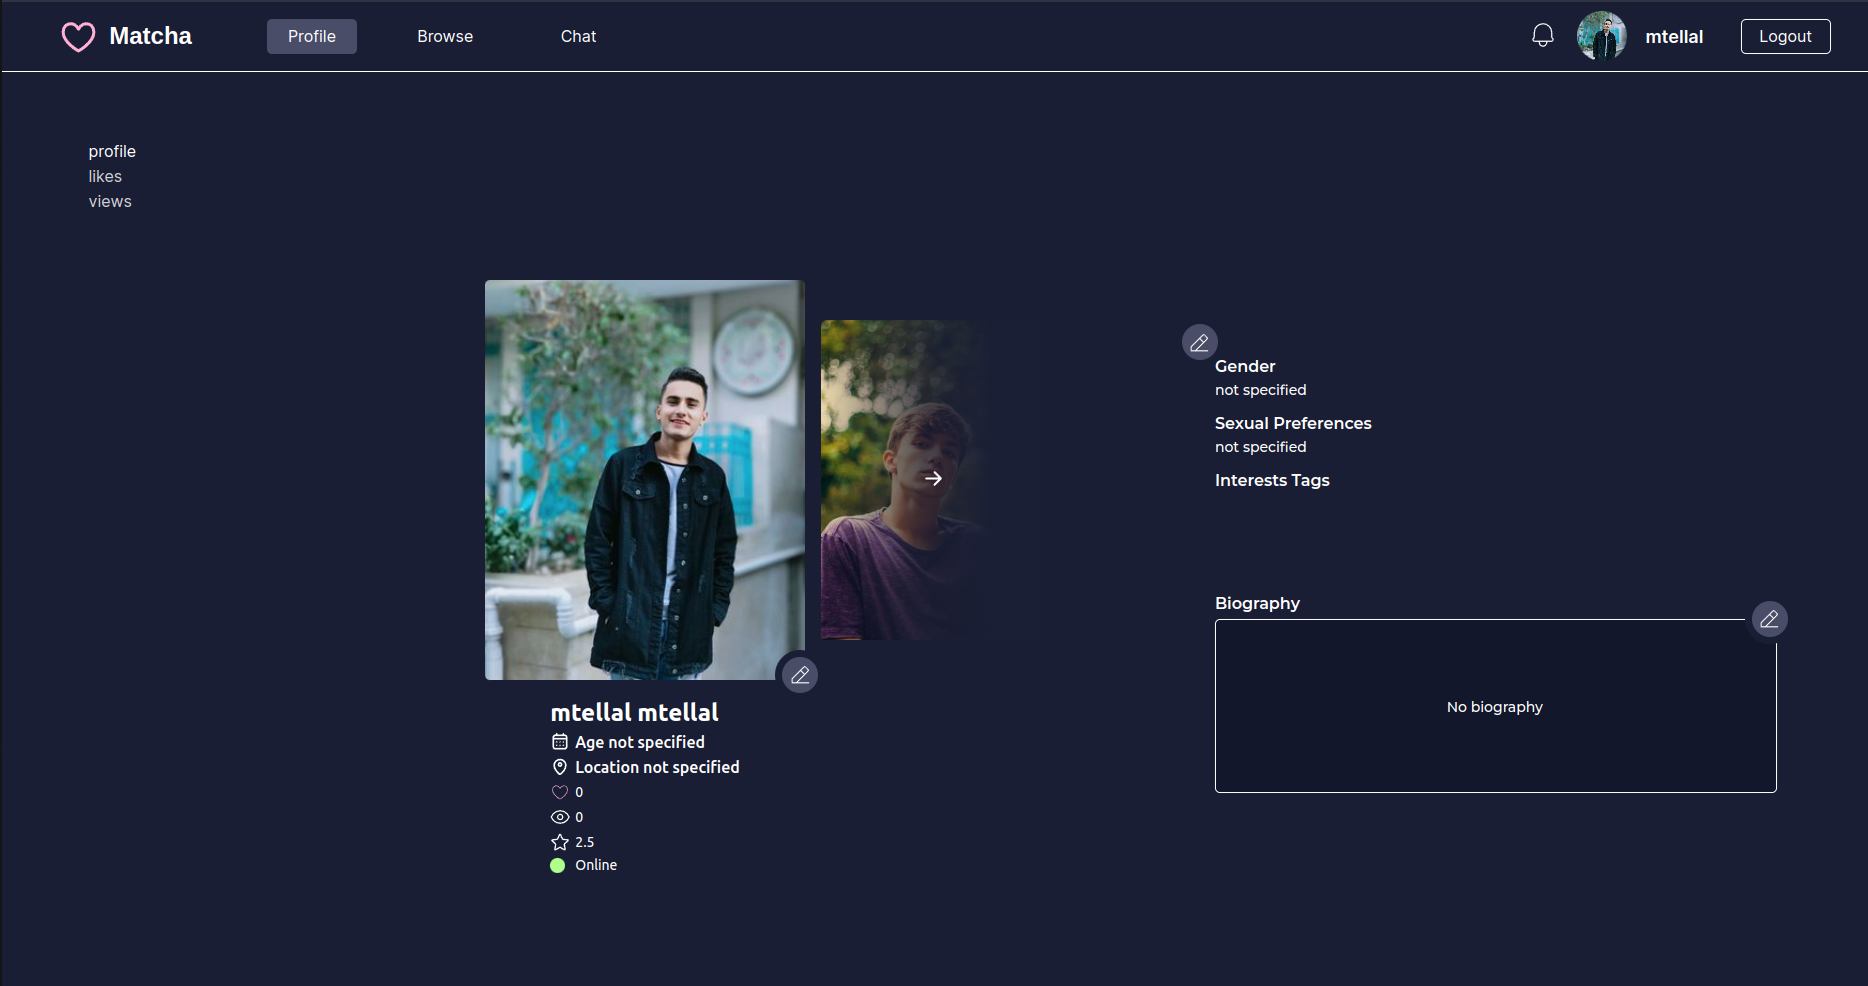 Matcha
Profile
Browse
Chat
mtellal
Logout
profile
likes
views
mtellal mtellal
Age not specified
Location not specified
0
0
2.5
Online
Gender
not specified
Sexual Preferences
not specified
Interests Tags
Biography
No biography